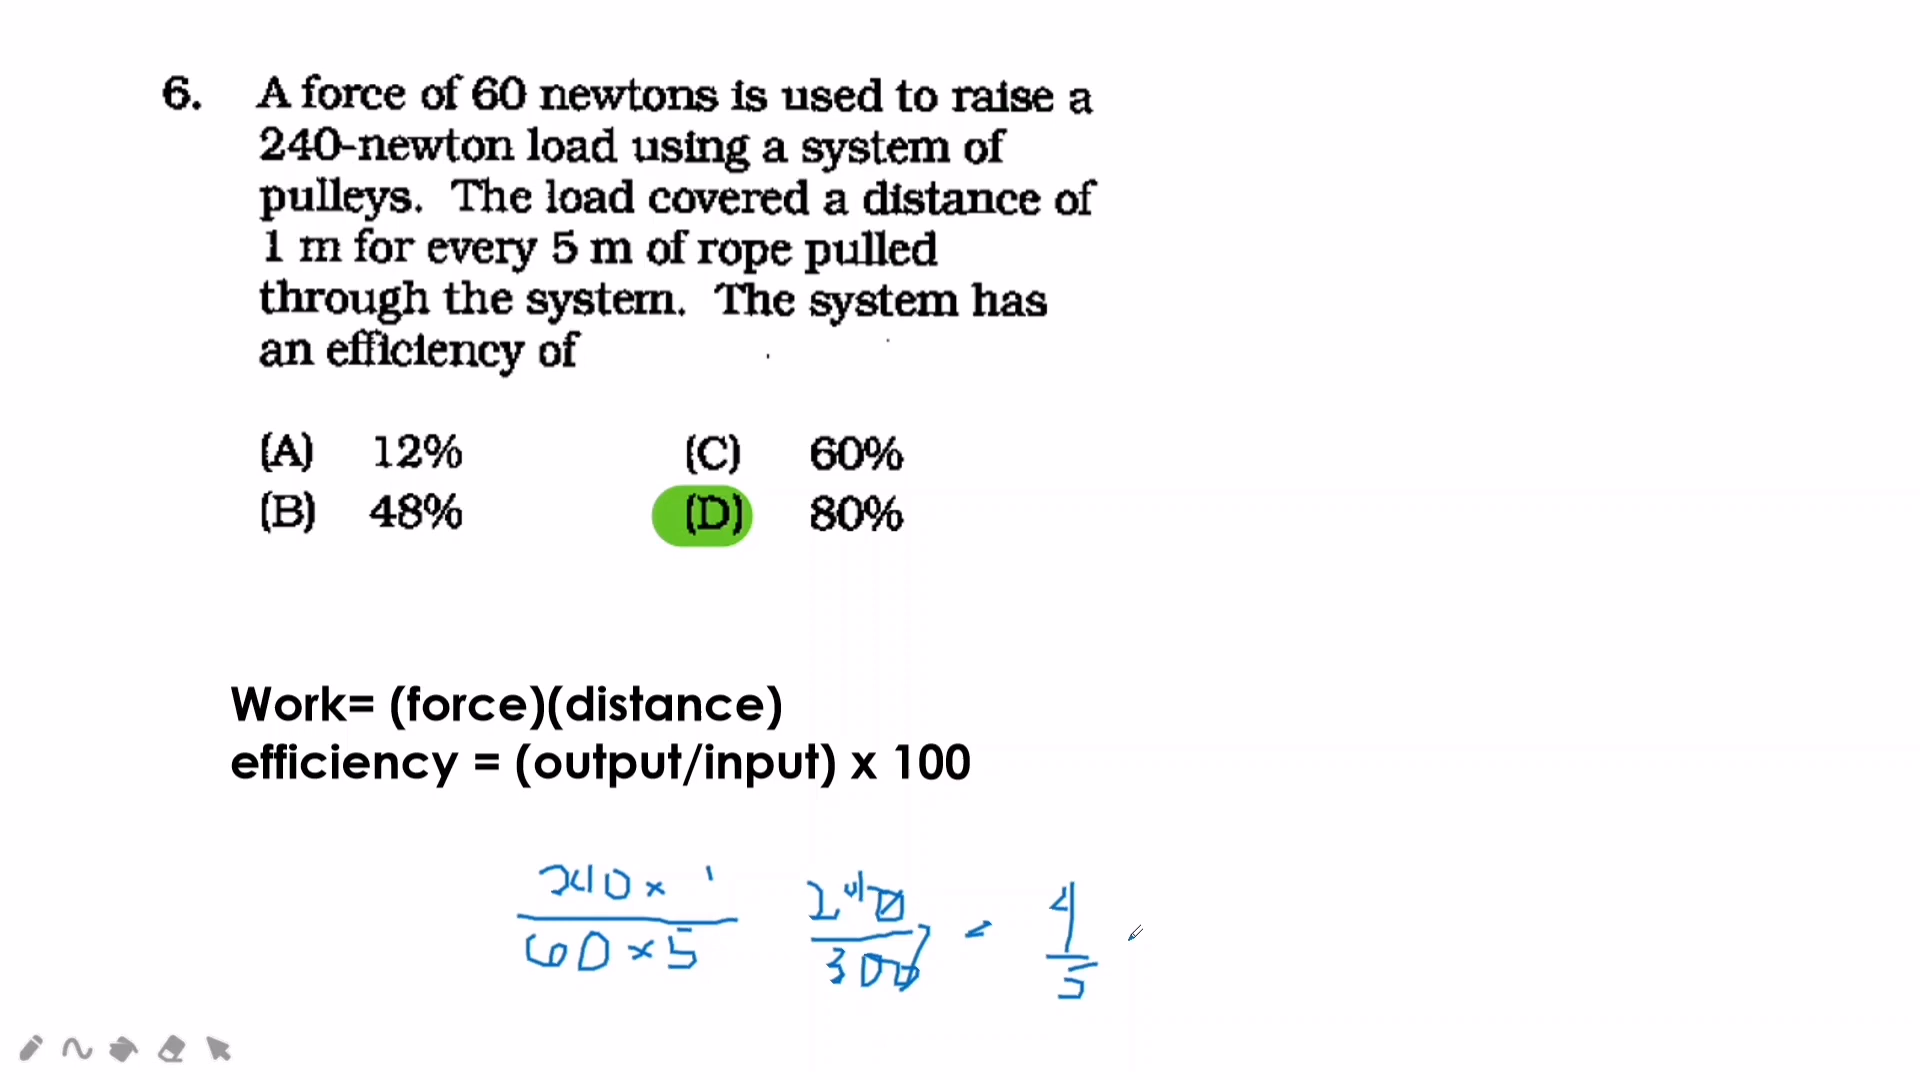 6. A force of 60 newtons is used to raise a
240-newton load using a system of
pulleys. The load covered a distance of
1 m for every 5 m of rope pulled
through the system. The system has
an efficiency of
(A) 12% (C) 60%
(B) 48% (D) 80%
Work= (force)(distance)
efficiency = (output/input) x 100
240 x 1 240 = 4
60 x 5 300 5